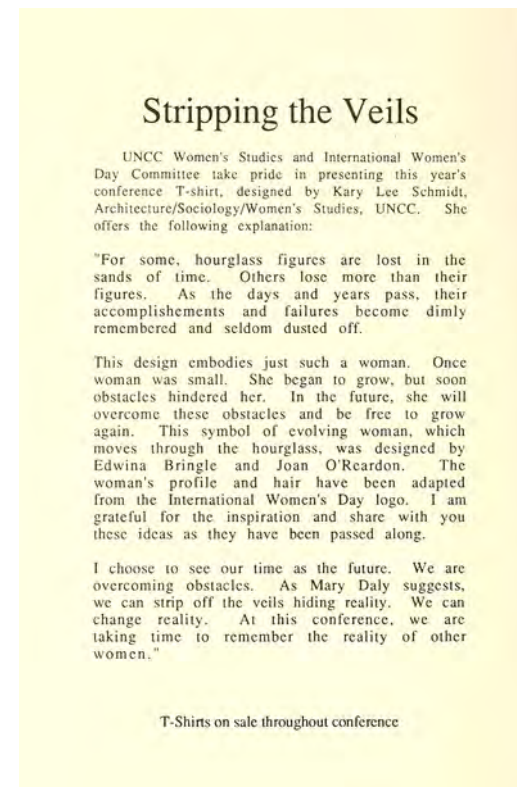 Stripping the Veils
UNCC Women's Studies and International Women's
Day Committee take pride in presenting this year's
conference T-shirt, designed by Kary Lee Schmidt,
Architecture/Sociology/Women's Studies, UNCC. She
offers the following explanation:
"For some, hourglass figures are lost in the
sands of time. Others lose more than their
figures. As the days and years pass, their
accomplishements and failures become dimly
remembered and seldom dusted off.
This design embodies just such a woman. Once
woman was small. She began to grow, but soon
obstacles hindered her. In the future, she will
overcome these obstacles and be free to grow
again. This symbol of evolving woman, which
moves through the hourglass, was designed by
Edwina Bringle and Joan O'Reardon. The
woman's profile and hair have been adapted
from the International Women's Day logo. I am
grateful for the inspiration and share with you
these ideas as they have been passed along.
I choose to see our time as the future. We are
overcoming obstacles. As Mary Daly suggests,
we can strip off the veils hiding reality. We can
change reality. At this conference, we are
taking time to remember the reality of other
women."
T-Shirts on sale throughout conference